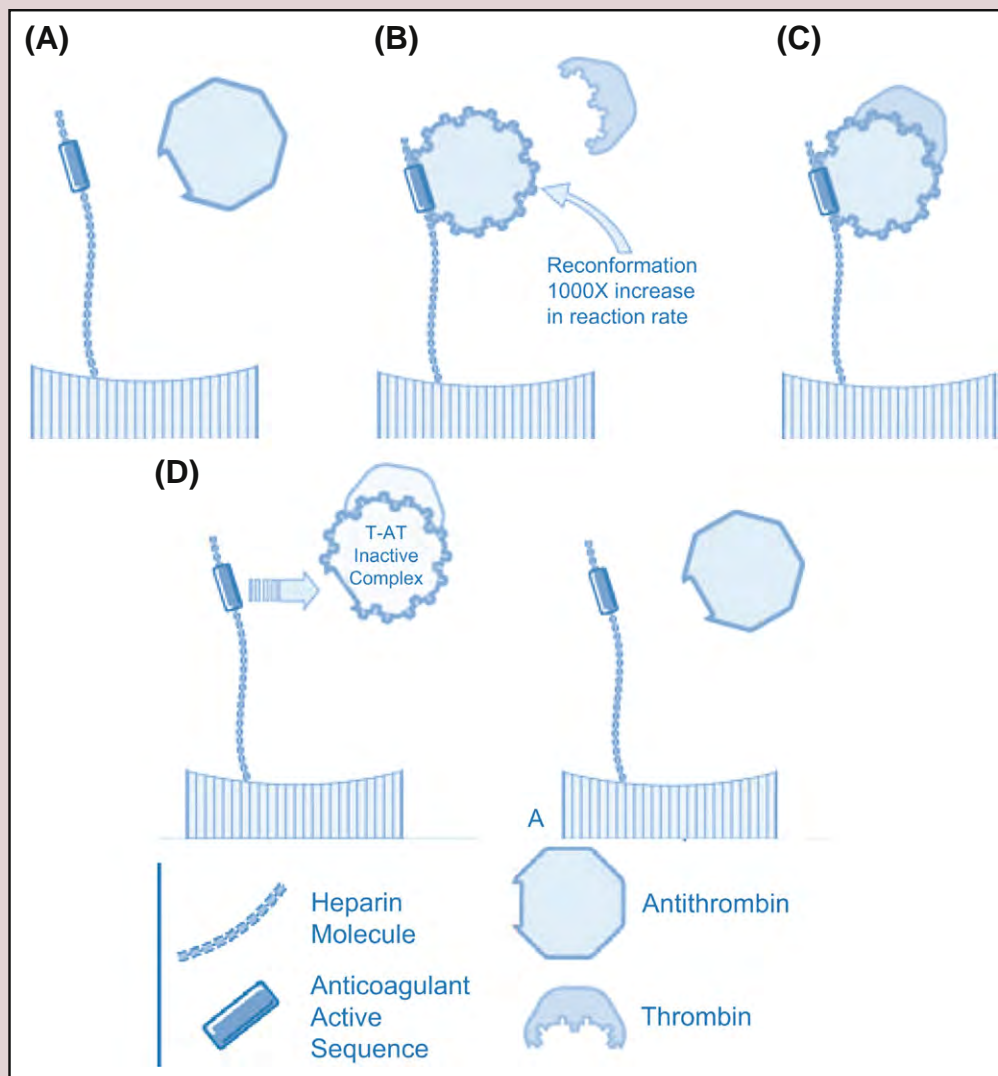 (A)
(B)
(C)
Reconformation
1000X increase
in reaction rate
(D)
T-AT
Inactive
Complex
A
Heparin
Molecule
Antithrombin
Anticoagulant
Active
Sequence
Thrombin